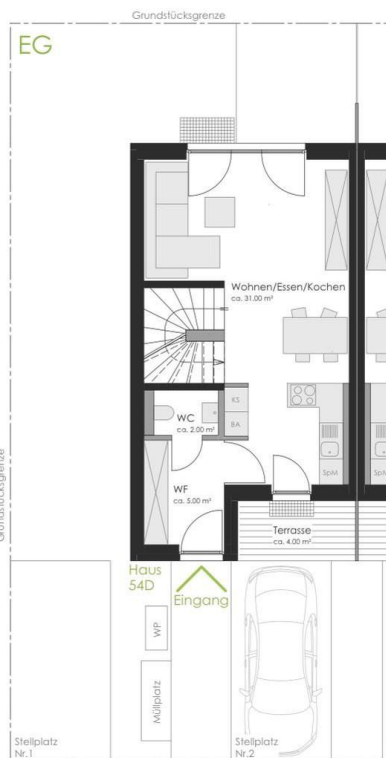 Grundstücksgrenze
EG
Wohnen/Essen/Kochen
ca. 31.00 m²
KS
BA
WC
ca. 2.00 m²
SpM
SpM
WF
ca. 5.00 m²
Terrasse
ca. 4.00 m²
Grundstücksgrenze
Haus
54D
Eingang
WP
Müllplatz
Stellplatz
Nr.1
Stellplatz
Nr.2